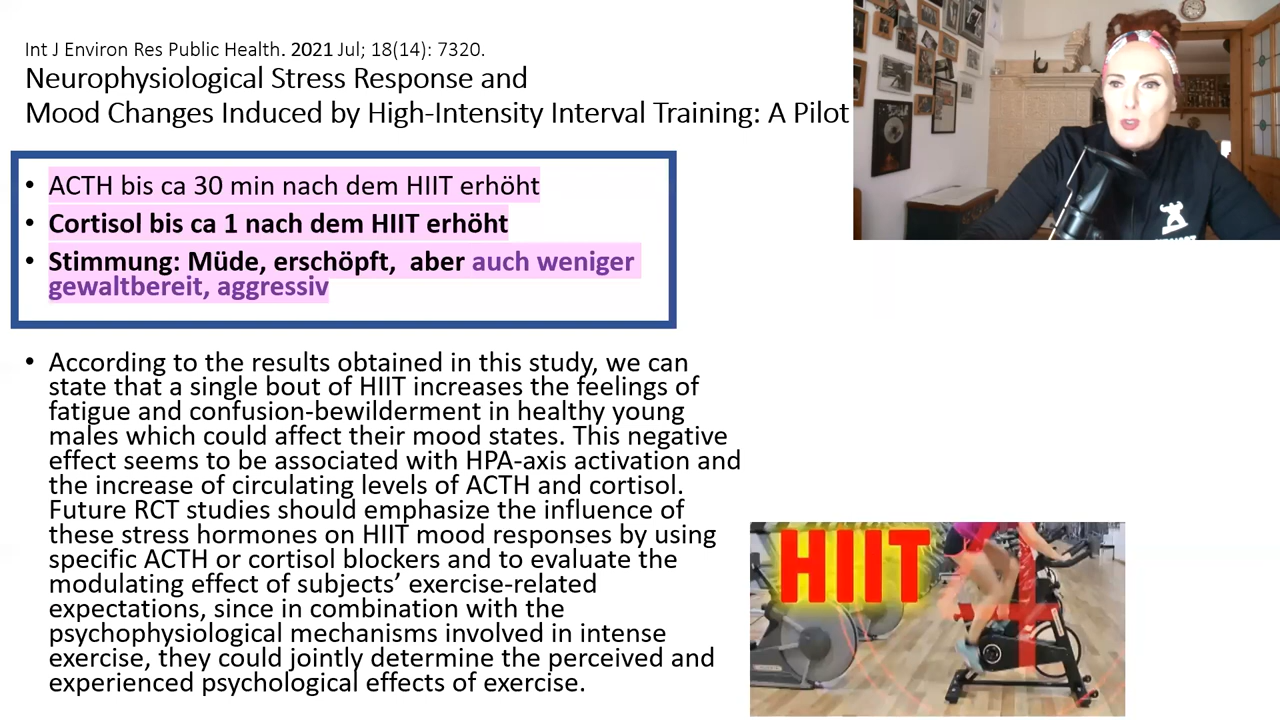 Int J Environ Res Public Health. 2021 Jul; 18(14): 7320.
Neurophysiological Stress Response and
Mood Changes Induced by High-Intensity Interval Training: A Pilot
• ACTH bis ca 30 min nach dem HIIT erhöht
• Cortisol bis ca 1 nach dem HIIT erhöht
• Stimmung: Müde, erschöpft, aber auch weniger
gewaltbereit, aggressiv
• According to the results obtained in this study, we can
state that a single bout of HIIT increases the feelings of
fatigue and confusion-bewilderment in healthy young
males which could affect their mood states. This negative
effect seems to be associated with HPA-axis activation and
the increase of circulating levels of ACTH and cortisol.
Future RCT studies should emphasize the influence of
these stress hormones on HIIT mood responses by using
specific ACTH or cortisol blockers and to evaluate the
modulating effect of subjects’ exercise-related
expectations, since in combination with the
psychophysiological mechanisms involved in intense
exercise, they could jointly determine the perceived and
experienced psychological effects of exercise.
HIIT